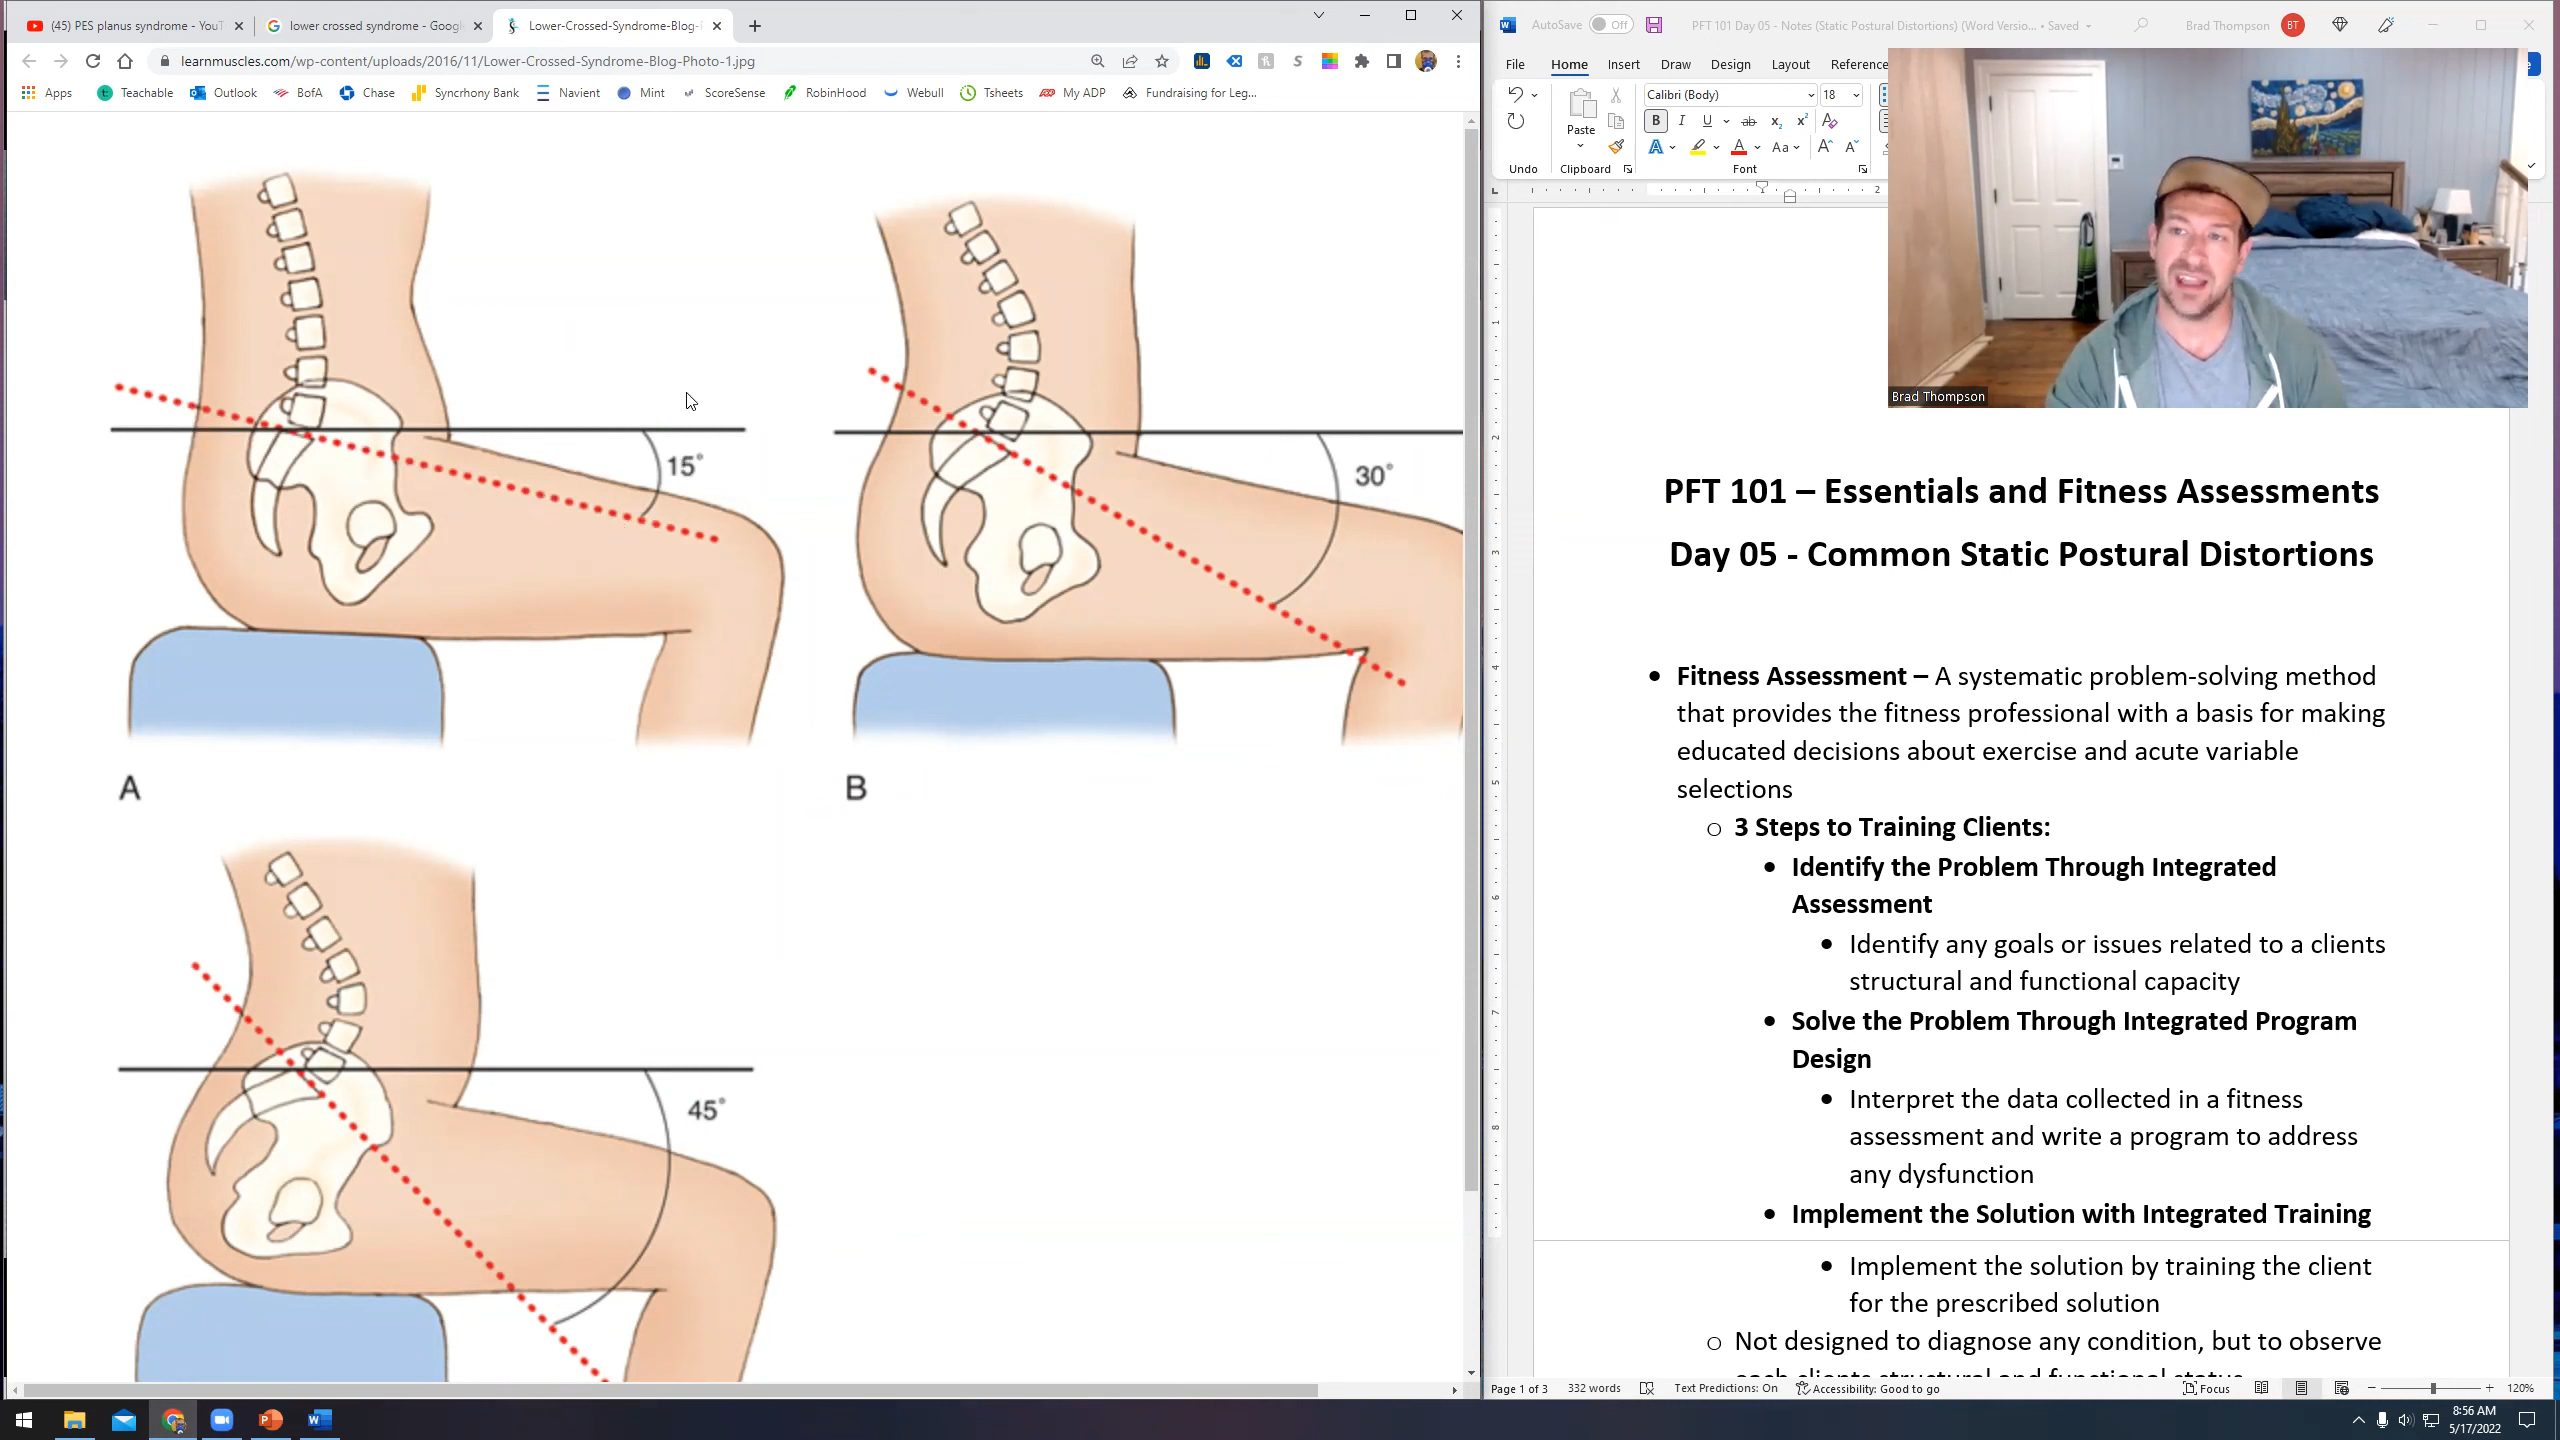 (45) PES planus syndrome - YouT
lower crossed syndrome - Googl
Lower-Crossed-Syndrome-Blog-P
learnmuscles.com/wp-content/uploads/2016/11/Lower-Crossed-Syndrome-Blog-Photo-1.jpg
Apps
Teachable
Outlook
BofA
Chase
Syncrhony Bank
Navient
Mint
ScoreSense
RobinHood
Webull
Tsheets
My ADP
Fundraising for Leg...
15°
30°
A
B
45°
AutoSave
Off
PFT 101 Day 05 - Notes (Static Postural Distortions) (Word Versio... • Saved
Brad Thompson
BT
File
Home
Insert
Draw
Design
Layout
Reference
Calibri (Body)
18
Paste
Undo
Clipboard
Font
Brad Thompson
PFT 101 – Essentials and Fitness Assessments
Day 05 - Common Static Postural Distortions
• Fitness Assessment – A systematic problem-solving method
that provides the fitness professional with a basis for making
educated decisions about exercise and acute variable
selections
o 3 Steps to Training Clients:
• Identify the Problem Through Integrated
Assessment
• Identify any goals or issues related to a clients
structural and functional capacity
• Solve the Problem Through Integrated Program
Design
• Interpret the data collected in a fitness
assessment and write a program to address
any dysfunction
• Implement the Solution with Integrated Training
• Implement the solution by training the client
for the prescribed solution
o Not designed to diagnose any condition, but to observe
each clients structural and functional status
Page 1 of 3
332 words
Text Predictions: On
Accessibility: Good to go
Focus
120%
8:56 AM
5/17/2022